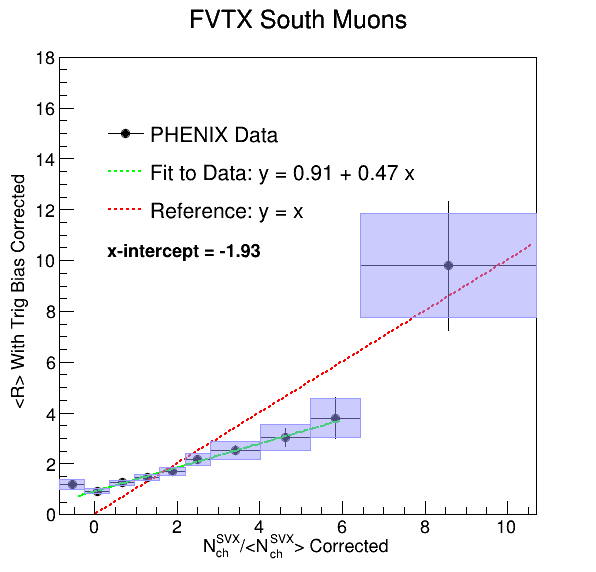 FVTX South Muons
18
16
14
12
10
8
6
4
2
0
<R> With Trig Bias Corrected
PHENIX Data
Fit to Data: y = 0.91 + 0.47 x
Reference: y = x
x-intercept = -1.93
0 2 4 6 8 10
N_ch^SVX/<N_ch^SVX> Corrected